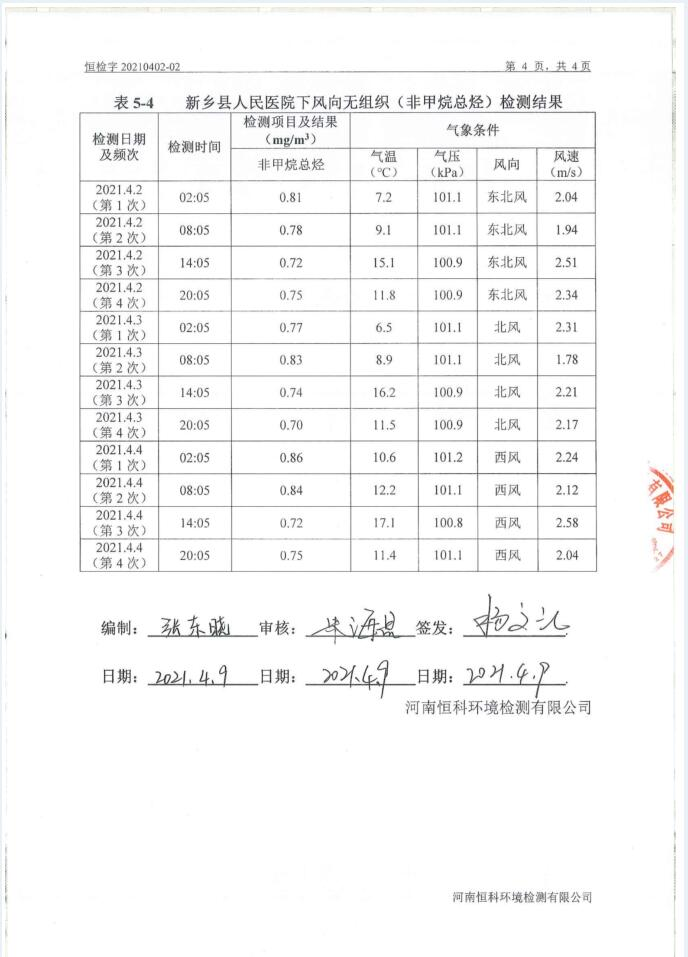 恒检字 20210402-02 第 4 页，共 4 页
表 5-4 新乡县人民医院下风向无组织（非甲烷总烃）检测结果
检测日期及频次 检测时间 检测项目及结果（mg/m³） 气象条件
非甲烷总烃 气温（℃） 气压（kPa） 风向 风速（m/s）
2021.4.2（第 1 次） 02:05 0.81 7.2 101.1 东北风 2.04
2021.4.2（第 2 次） 08:05 0.78 9.1 101.1 东北风 1.94
2021.4.2（第 3 次） 14:05 0.72 15.1 100.9 东北风 2.51
2021.4.2（第 4 次） 20:05 0.75 11.8 100.9 东北风 2.34
2021.4.3（第 1 次） 02:05 0.77 6.5 101.1 北风 2.31
2021.4.3（第 2 次） 08:05 0.83 8.9 101.1 北风 1.78
2021.4.3（第 3 次） 14:05 0.74 16.2 100.9 北风 2.21
2021.4.3（第 4 次） 20:05 0.70 11.5 100.9 北风 2.17
2021.4.4（第 1 次） 02:05 0.86 10.6 101.2 西风 2.24
2021.4.4（第 2 次） 08:05 0.84 12.2 101.1 西风 2.12
2021.4.4（第 3 次） 14:05 0.72 17.1 100.8 西风 2.58
2021.4.4（第 4 次） 20:05 0.75 11.4 101.1 西风 2.04
有限公司
编制： 张东晓 审核： 签发：
日期： 2021.4.9 日期： 2021.4.9 日期： 2021.4.9
河南恒科环境检测有限公司
河南恒科环境检测有限公司